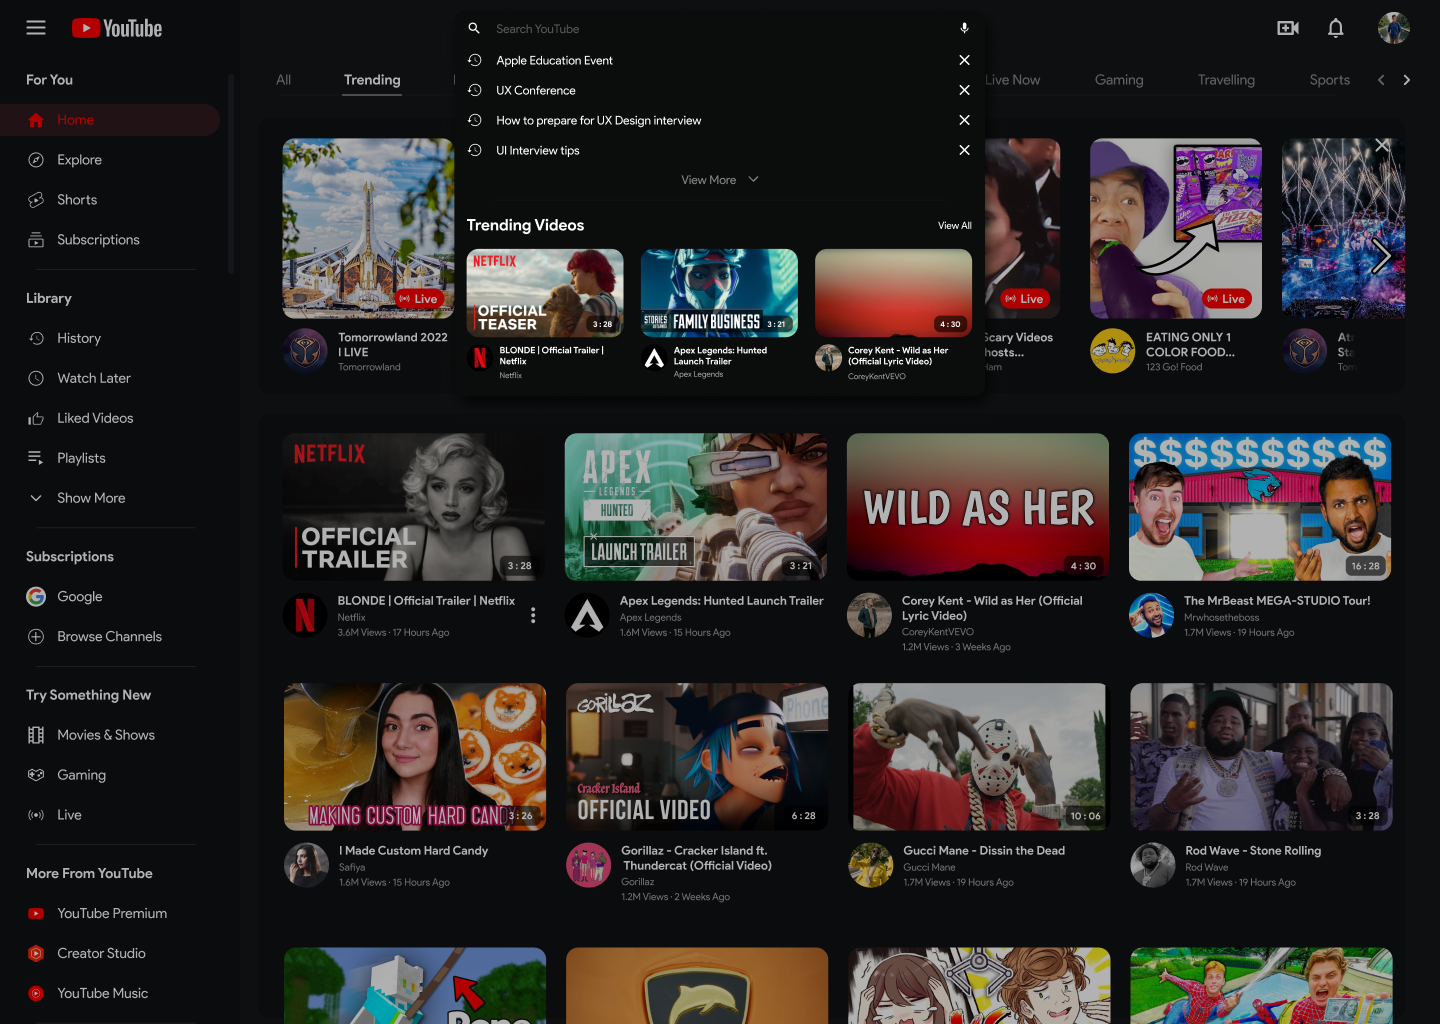 YouTube
Search YouTube
Apple Education Event
UX Conference
How to prepare for UX Design interview
UI Interview tips
View More
Trending Videos
View All
NETFLIX
OFFICIAL
TEASER
3 : 28
BLONDE | Official Trailer |
Netflix
Netflix
STORIES
FAMILY BUSINESS
3 : 21
Apex Legends: Hunted
Launch Trailer
Apex Legends
4 : 30
Corey Kent - Wild as Her
(Official Lyric Video)
CoreyKentVEVO
For You
Home
Explore
Shorts
Subscriptions
Library
History
Watch Later
Liked Videos
Playlists
Show More
Subscriptions
Google
Browse Channels
Try Something New
Movies & Shows
Gaming
Live
More From YouTube
YouTube Premium
Creator Studio
YouTube Music
All
Trending
Live Now
Gaming
Travelling
Sports
Live
Tomorrowland 2022
I LIVE
Tomorrowland
Live
Scary Videos
hosts...
Ham
Live
EATING ONLY 1
COLOR FOOD...
123 Go! Food
At
Sta
Tom
NETFLIX
OFFICIAL
TRAILER
3 : 28
BLONDE | Official Trailer | Netflix
Netflix
3.6M Views · 17 Hours Ago
APEX
LEGENDS
HUNTED
LAUNCH TRAILER
3 : 21
Apex Legends: Hunted Launch Trailer
Apex Legends
1.6M Views · 15 Hours Ago
WILD AS HER
4 : 30
Corey Kent - Wild as Her (Official
Lyric Video)
CoreyKentVEVO
1.2M Views · 3 Weeks Ago
$$$$$$$$$$
16 : 28
The MrBeast MEGA-STUDIO Tour!
Mrwhosetheboss
1.7M Views · 19 Hours Ago
MAKING CUSTOM HARD CANDY
3 : 26
I Made Custom Hard Candy
Safiya
1.6M Views · 15 Hours Ago
GORILLAZ
iPhone
Cracker Island
OFFICIAL VIDEO
6 : 28
Gorillaz - Cracker Island ft.
Thundercat (Official Video)
Gorillaz
1.2M Views · 2 Weeks Ago
10 : 06
Gucci Mane - Dissin the Dead
Gucci Mane
1.7M Views · 19 Hours Ago
3 : 28
Rod Wave - Stone Rolling
Rod Wave
1.7M Views · 19 Hours Ago